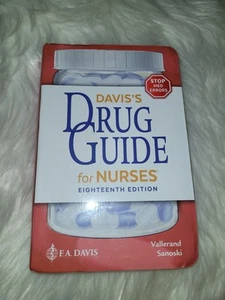 STOP
MED
ERRORS
DAVIS'S
DRUG
GUIDE
for NURSES
EIGHTEENTH EDITION
F.A. DAVIS
Vallerand
Sanoski